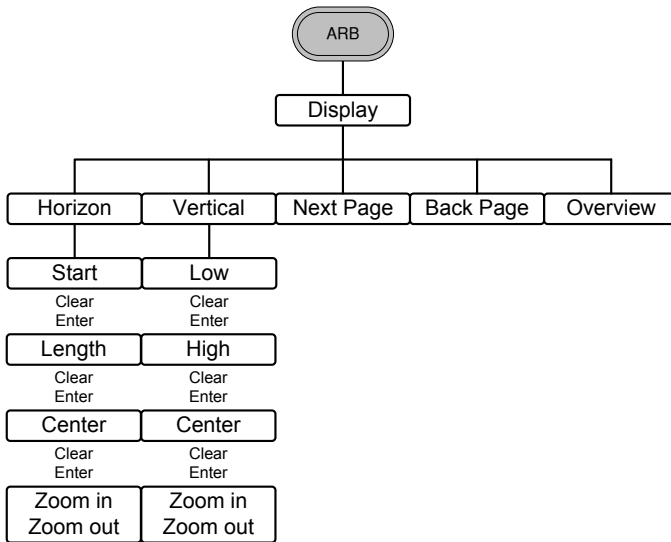 ARB
Display
Horizon Vertical Next Page Back Page Overview
Start Low
Clear Clear
Enter Enter
Length High
Clear Clear
Enter Enter
Center Center
Clear Clear
Enter Enter
Zoom in Zoom in
Zoom out Zoom out